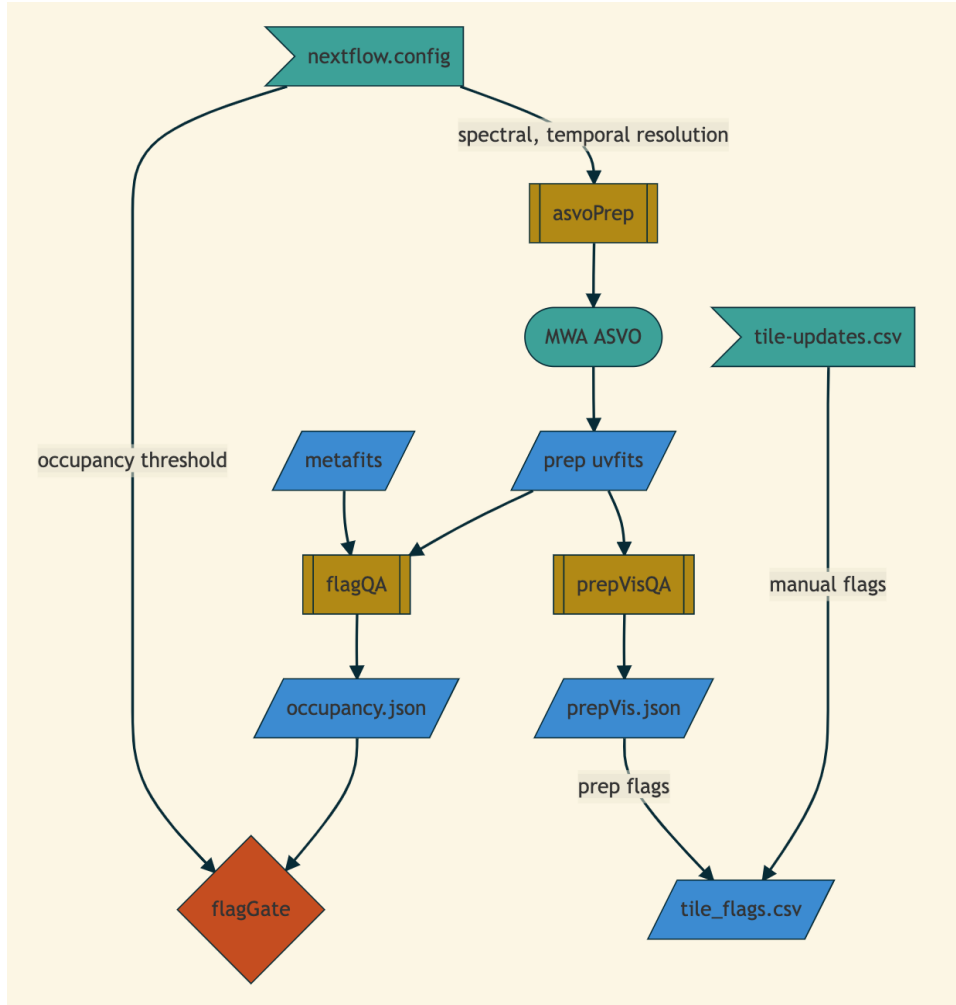 nextflow.config
spectral, temporal resolution
asvoPrep
MWA ASVO
tile-updates.csv
occupancy threshold
metafits
prep uvfits
flagQA
prepVisQA
manual flags
occupancy.json
prepVis.json
prep flags
flagGate
tile_flags.csv